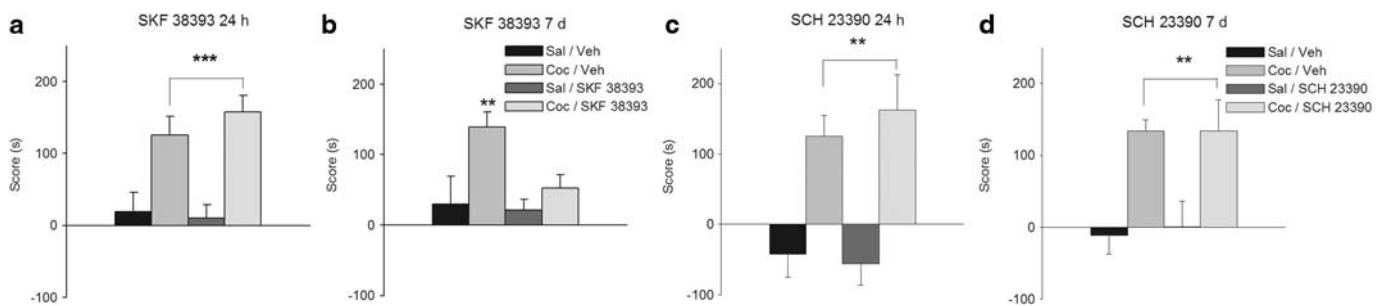 a
SKF 38393 24 h
200
100
0
-100
Score (s)
***
b
SKF 38393 7 d
200
100
0
-100
Score (s)
**
Sal / Veh
Coc / Veh
Sal / SKF 38393
Coc / SKF 38393
c
SCH 23390 24 h
200
100
0
-100
Score (s)
**
d
SCH 23390 7 d
200
100
0
-100
Score (s)
**
Sal / Veh
Coc / Veh
Sal / SCH 23390
Coc / SCH 23390